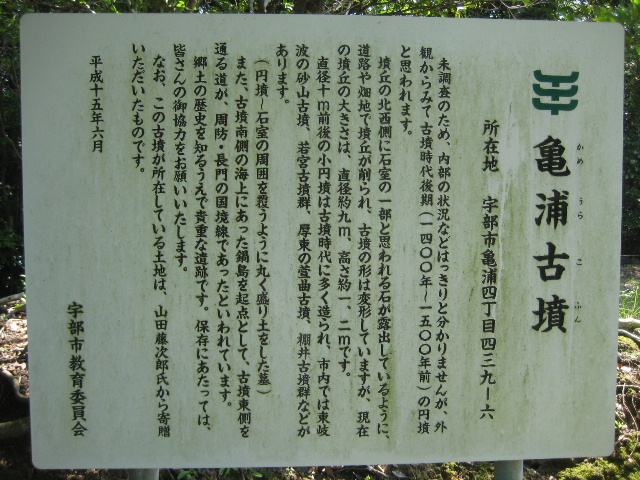 亀浦古墳
かめうらこふん
所在地　宇部市亀浦四丁目四三九－六
未調査のため、内部の状況などはっきりと分かりませんが、外
観からみて古墳時代後期（一四〇〇年～一五〇〇年前）の円墳
と思われます。
墳丘の北西側に石室の一部と思われる石が露出しているように、
道路や畑地で墳丘が削られ、古墳の形は変形していますが、現在
の墳丘の大きさは、直径約九ｍ、高さ約一、二ｍです。
直径十ｍ前後の小円墳は古墳時代に多く造られ、市内では東岐
波の砂山古墳、若宮古墳群、厚東の萱曲古墳、棚井古墳群などが
あります。
（円墳～石室の周囲を覆うように丸く盛り土をした墓）
また、古墳南側の海上にあった鍋島を起点として、古墳東側を
通る道が、周防・長門の国境線であったといわれています。
郷土の歴史を知るうえで貴重な遺跡です。保存にあたっては、
皆さんの御協力をお願いいたします。
なお、この古墳が所在している土地は、山田藤次郎氏から寄贈
いただいたものです。
平成十五年六月
宇部市教育委員会